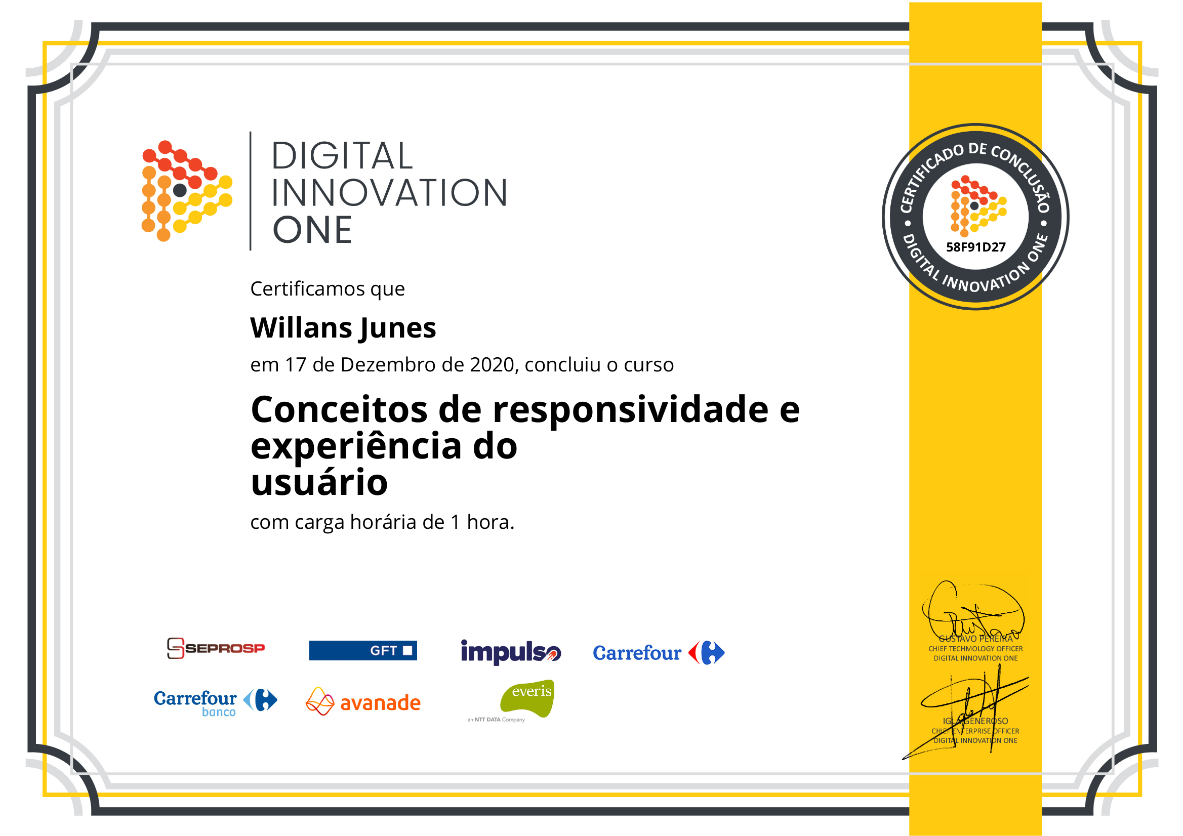 DIGITAL
INNOVATION
ONE
CERTIFICADO DE CONCLUSÃO
58F91D27
DIGITAL INNOVATION ONE
Certificamos que
Willans Junes
em 17 de Dezembro de 2020, concluiu o curso
Conceitos de responsividade e
experiência do
usuário
com carga horária de 1 hora.
SEPROSP
GFT
impulso
Carrefour
Carrefour
banco
avanade
everis
an NTT DATA Company
GUSTAVO PEREIRA
CHIEF TECHNOLOGY OFFICER
DIGITAL INNOVATION ONE
IGLÁ GENEROSO
CHIEF ENTERPRISE OFFICER
DIGITAL INNOVATION ONE